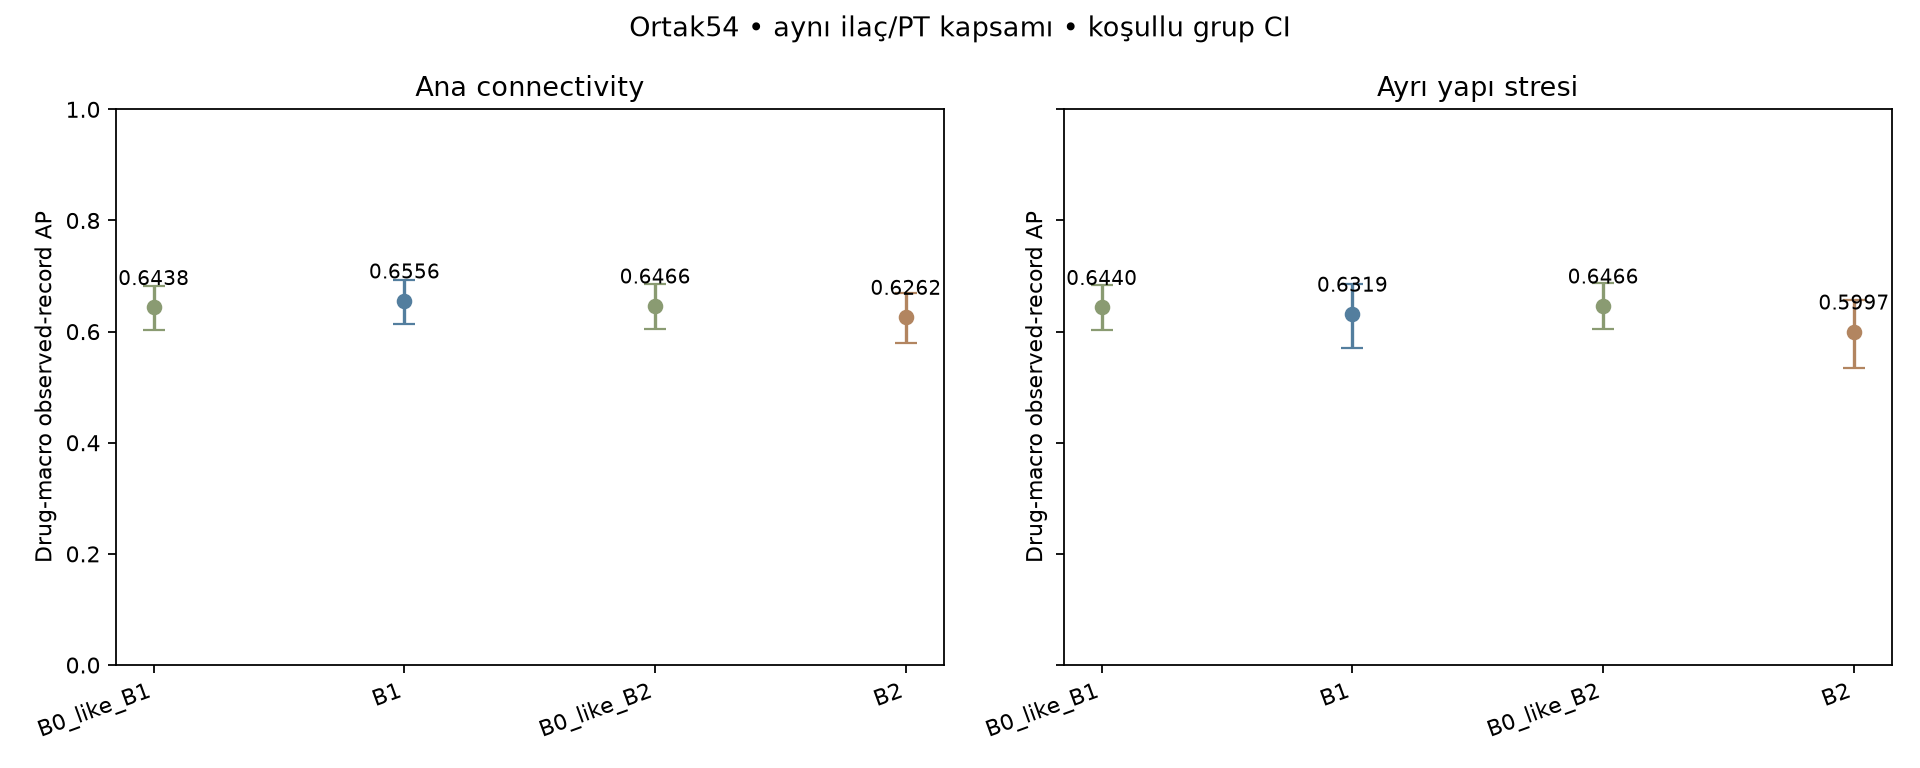 Ortak54 • aynı ilaç/PT kapsamı • koşullu grup CI
Ana connectivity
Drug-macro observed-record AP
1.0
0.8
0.6
0.4
0.2
0.0
0.6438
0.6556
0.6466
0.6262
B0_like_B1
B1
B0_like_B2
B2
Ayrı yapı stresi
Drug-macro observed-record AP
0.6440
0.6319
0.6466
0.5997
B0_like_B1
B1
B0_like_B2
B2